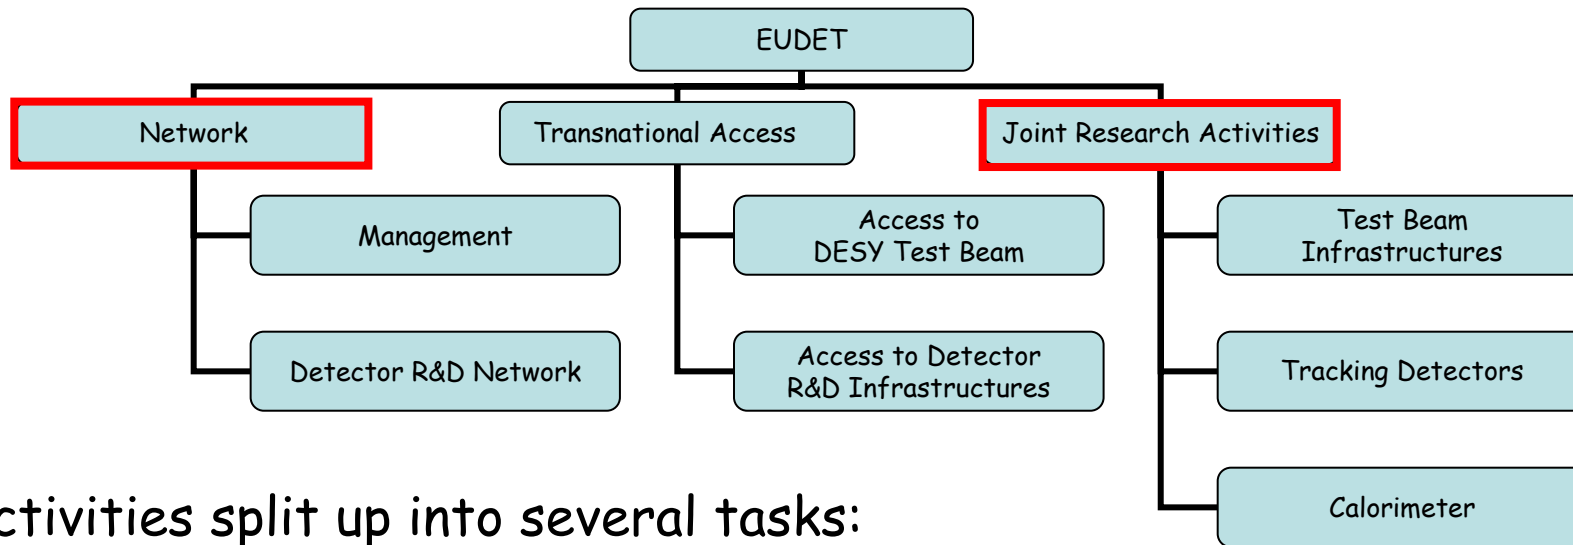 EUDET
Network
Transnational Access
Joint Research Activities
Management
Access to
DESY Test Beam
Test Beam
Infrastructures
Detector R&D Network
Access to Detector
R&D Infrastructures
Tracking Detectors
Calorimeter
ctivities split up into several tasks: